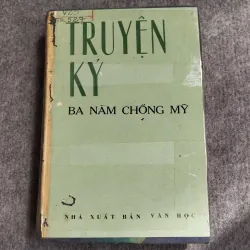 TRUYỆN
KÝ
BA NĂM CHỐNG MỸ
NHÀ XUẤT BẢN VĂN HỌC